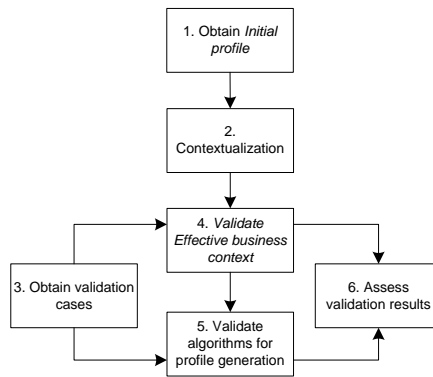 1. Obtain Initial
profile
2.
Contextualization
4. Validate
Effective business
context
3. Obtain validation
cases
6. Assess
validation results
5. Validate
algorithms for
profile generation